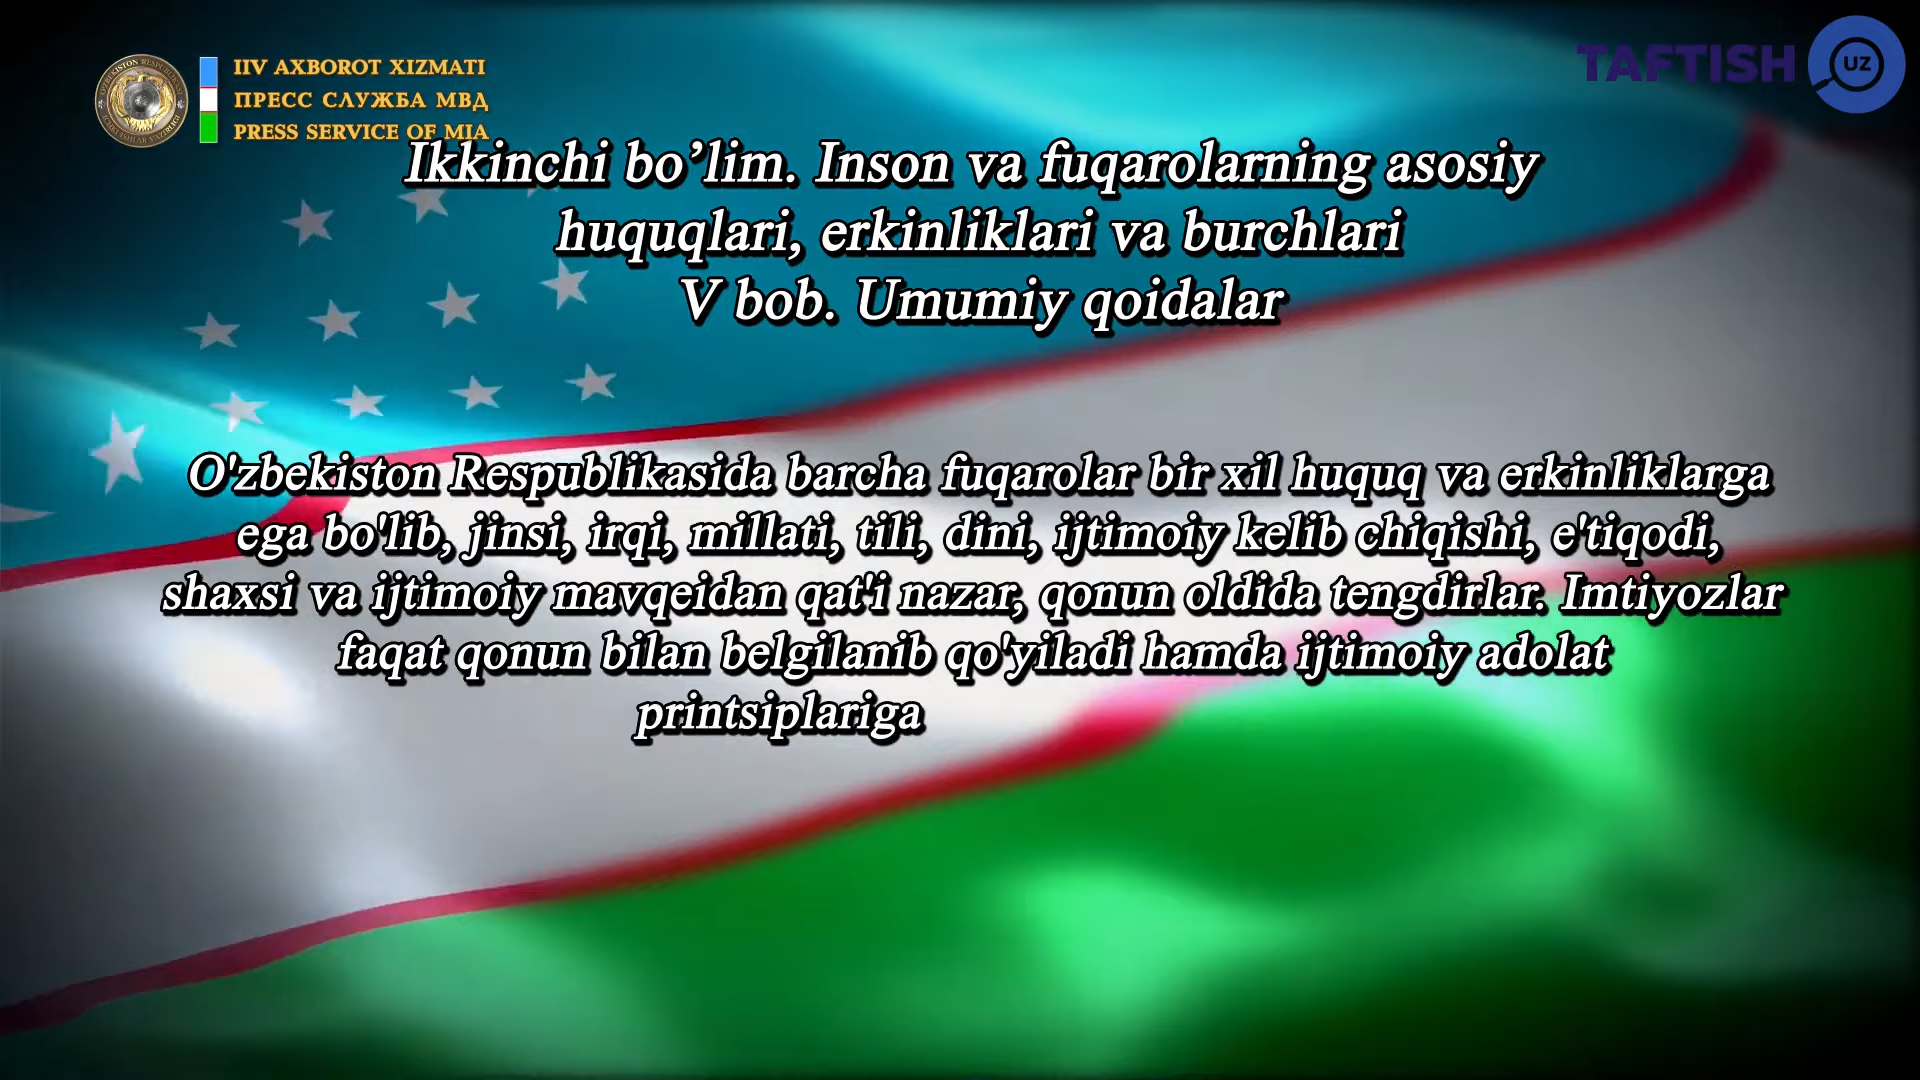 IIV AXBOROT XIZMATI
ПРЕСС СЛУЖБА МВД
PRESS SERVICE OF MIA
TAFTISH UZ
Ikkinchi bo’lim. Inson va fuqarolarning asosiy
huquqlari, erkinliklari va burchlari
V bob. Umumiy qoidalar
O'zbekiston Respublikasida barcha fuqarolar bir xil huquq va erkinliklarga
ega bo'lib, jinsi, irqi, millati, tili, dini, ijtimoiy kelib chiqishi, e'tiqodi,
shaxsi va ijtimoiy mavqeidan qat'i nazar, qonun oldida tengdirlar. Imtiyozlar
faqat qonun bilan belgilanib qo'yiladi hamda ijtimoiy adolat
printsiplariga